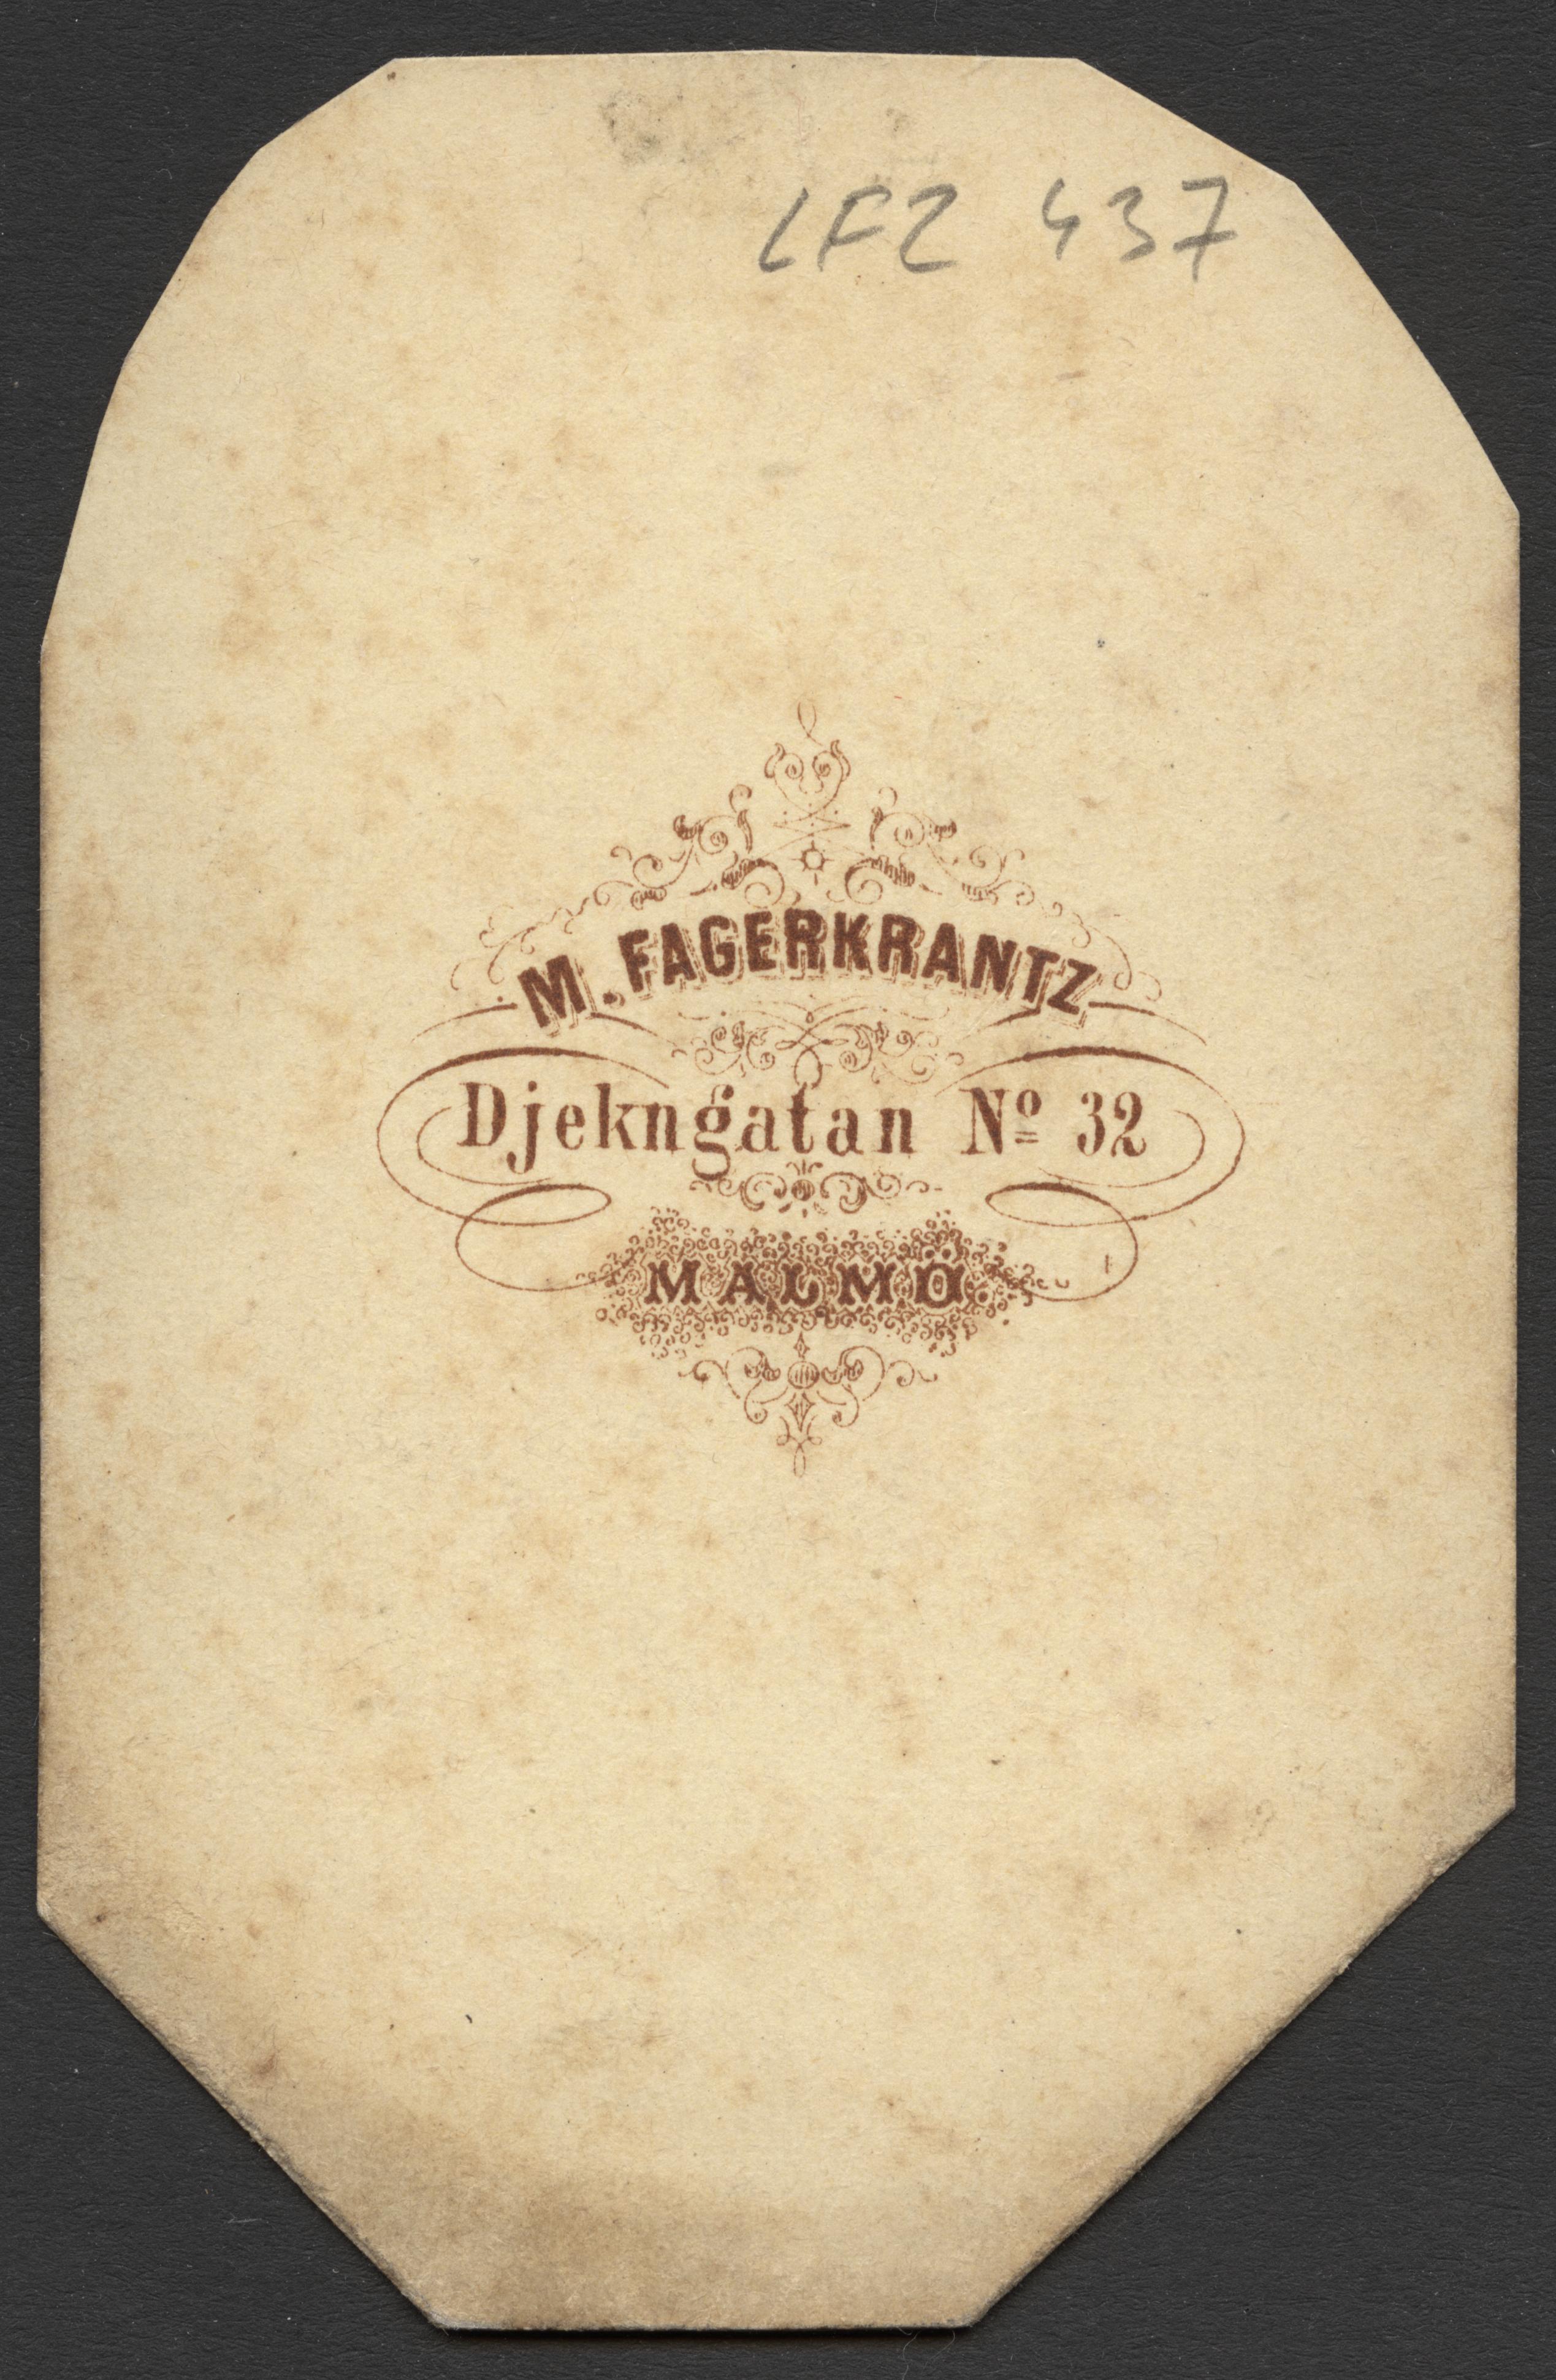 LFZ 437
M. FAGERKRANTZ
Djekngatan Nº 32
MALMÖ